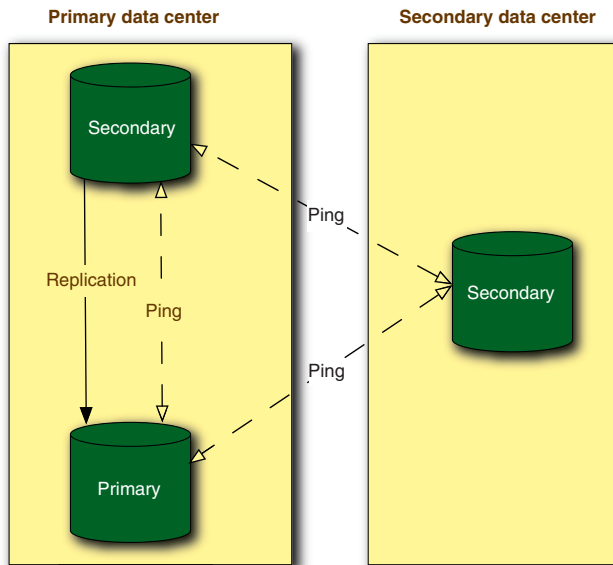 Primary data center
Secondary data center
Secondary
Ping
Replication
Ping
Secondary
Ping
Primary